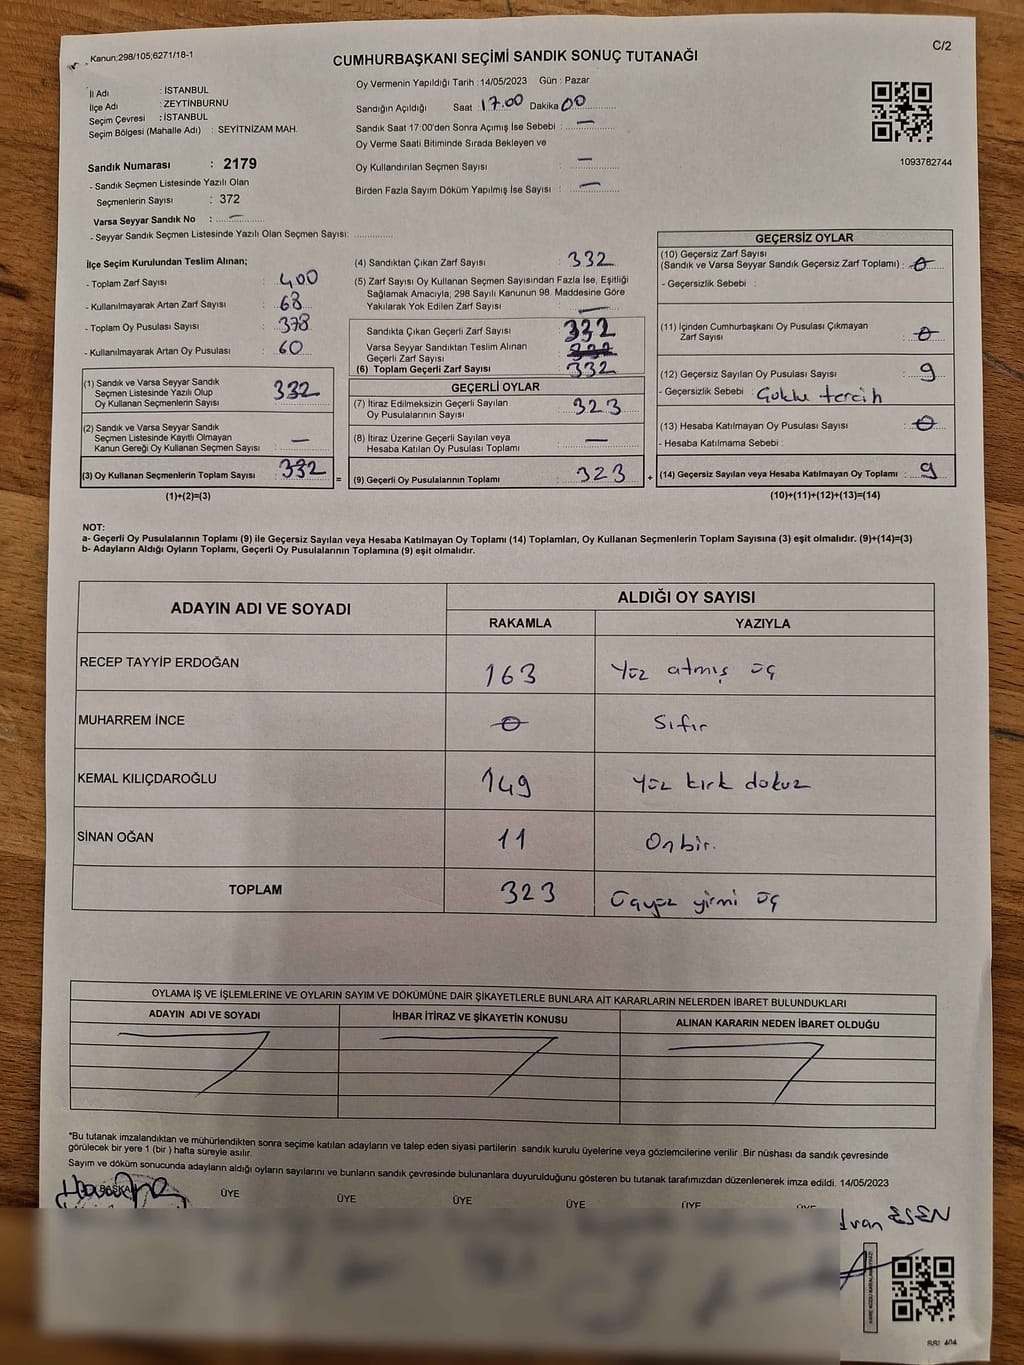 Kanun:298/105;6271/18-1
C/2
CUMHURBAŞKANI SEÇİMİ SANDIK SONUÇ TUTANAĞI
İl Adı : İSTANBUL
İlçe Adı : ZEYTİNBURNU
Seçim Çevresi : İSTANBUL
Seçim Bölgesi (Mahalle Adı) : SEYİTNİZAM MAH.
Sandık Numarası : 2179
- Sandık Seçmen Listesinde Yazılı Olan
Seçmenlerin Sayısı : 372
Varsa Seyyar Sandık No : —
- Seyyar Sandık Seçmen Listesinde Yazılı Olan Seçmen Sayısı: ............
Oy Vermenin Yapıldığı Tarih : 14/05/2023 Gün : Pazar
Sandığın Açıldığı Saat : 17.00 Dakika 00
Sandık Saat 17:00'den Sonra Açımış İse Sebebi : —
Oy Verme Saati Bitiminde Sırada Bekleyen ve
Oy Kullandırılan Seçmen Sayısı : —
Birden Fazla Sayım Döküm Yapılmış İse Sayısı : —
1093782744
İlçe Seçim Kurulundan Teslim Alınan;
- Toplam Zarf Sayısı : 400
- Kullanılmayarak Artan Zarf Sayısı : 68
- Toplam Oy Pusulası Sayısı : 378
- Kullanılmayarak Artan Oy Pusulası : 60
(1) Sandık ve Varsa Seyyar Sandık
Seçmen Listesinde Yazılı Olup
Oy Kullanan Seçmenlerin Sayısı : 332
(2) Sandık ve Varsa Seyyar Sandık
Seçmen Listesinde Kayıtlı Olmayan
Kanun Gereği Oy Kullanan Seçmen Sayısı : —
(3) Oy Kullanan Seçmenlerin Toplam Sayısı : 332
(1)+(2)=(3)
(4) Sandıktan Çıkan Zarf Sayısı : 332
(5) Zarf Sayısı Oy Kullanan Seçmen Sayısından Fazla İse, Eşitliği
Sağlamak Amacıyla, 298 Sayılı Kanunun 98. Maddesine Göre
Yakılarak Yok Edilen Zarf Sayısı : —
Sandıkta Çıkan Geçerli Zarf Sayısı : 332
Varsa Seyyar Sandıktan Teslim Alınan
Geçerli Zarf Sayısı
(6) Toplam Geçerli Zarf Sayısı : 332
GEÇERLİ OYLAR
(7) İtiraz Edilmeksizin Geçerli Sayılan
Oy Pusulalarının Sayısı : 323
(8) İtiraz Üzerine Geçerli Sayılan veya
Hesaba Katılan Oy Pusulası Toplamı : —
= (9) Geçerli Oy Pusulalarının Toplamı : 323 +
GEÇERSİZ OYLAR
(10) Geçersiz Zarf Sayısı
(Sandık ve Varsa Seyyar Sandık Geçersiz Zarf Toplamı) : 0
- Geçersizlik Sebebi :
(11) İçinden Cumhurbaşkanı Oy Pusulası Çıkmayan
Zarf Sayısı : 0
(12) Geçersiz Sayılan Oy Pusulası Sayısı : 9
- Geçersizlik Sebebi : Çoklu tercih
(13) Hesaba Katılmayan Oy Pusulası Sayısı : 0
- Hesaba Katılmama Sebebi :
(14) Geçersiz Sayılan veya Hesaba Katılmayan Oy Toplamı : 9
(10)+(11)+(12)+(13)=(14)
NOT:
a- Geçerli Oy Pusulalarının Toplamı (9) ile Geçersiz Sayılan veya Hesaba Katılmayan Oy Toplamı (14) Toplamları, Oy Kullanan Seçmenlerin Toplam Sayısına (3) eşit olmalıdır. (9)+(14)=(3)
b- Adayların Aldığı Oyların Toplamı, Geçerli Oy Pusulalarının Toplamına (9) eşit olmalıdır.
ADAYIN ADI VE SOYADI ALDIĞI OY SAYISI
RAKAMLA YAZIYLA
RECEP TAYYİP ERDOĞAN 163 Yüz atmış üç
MUHARREM İNCE 0 Sıfır
KEMAL KILIÇDAROĞLU 149 Yüz kırk dokuz
SİNAN OĞAN 11 On bir.
TOPLAM 323 Üçyüz yirmi üç
OYLAMA İŞ VE İŞLEMLERİNE VE OYLARIN SAYIM VE DÖKÜMÜNE DAİR ŞİKAYETLERLE BUNLARA AİT KARARLARIN NELERDEN İBARET BULUNDUKLARI
ADAYIN ADI VE SOYADI İHBAR İTİRAZ VE ŞİKAYETİN KONUSU ALINAN KARARIN NEDEN İBARET OLDUĞU
*Bu tutanak imzalandıktan ve mühürlendikten sonra seçime katılan adayların ve talep eden siyasi partilerin sandık kurulu üyelerine veya gözlemcilerine verilir .Bir nüshası da sandık çevresinde
görülecek bir yere 1 (bir ) hafta süreyle asılır.
Sayım ve döküm sonucunda adayların aldığı oyların sayılarını ve bunların sandık çevresinde bulunanlara duyurulduğunu gösteren bu tutanak tarafımızdan düzenlenerek imza edildi. 14/05/2023
BAŞKAN ÜYE ÜYE ÜYE ÜYE ÜYE ÜYE
ESEN